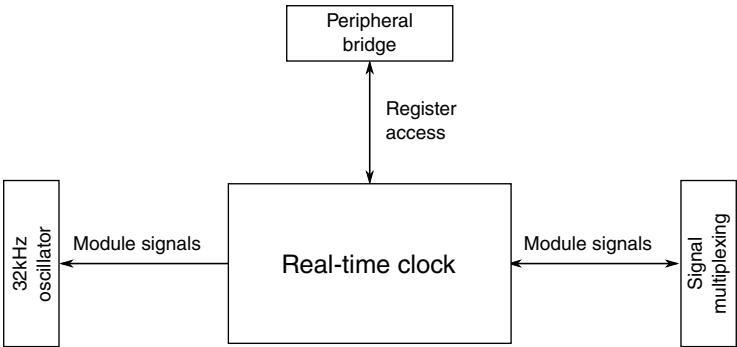 Peripheral
bridge
Register
access
32kHz
oscillator
Module signals
Real-time clock
Module signals
Signal
multiplexing